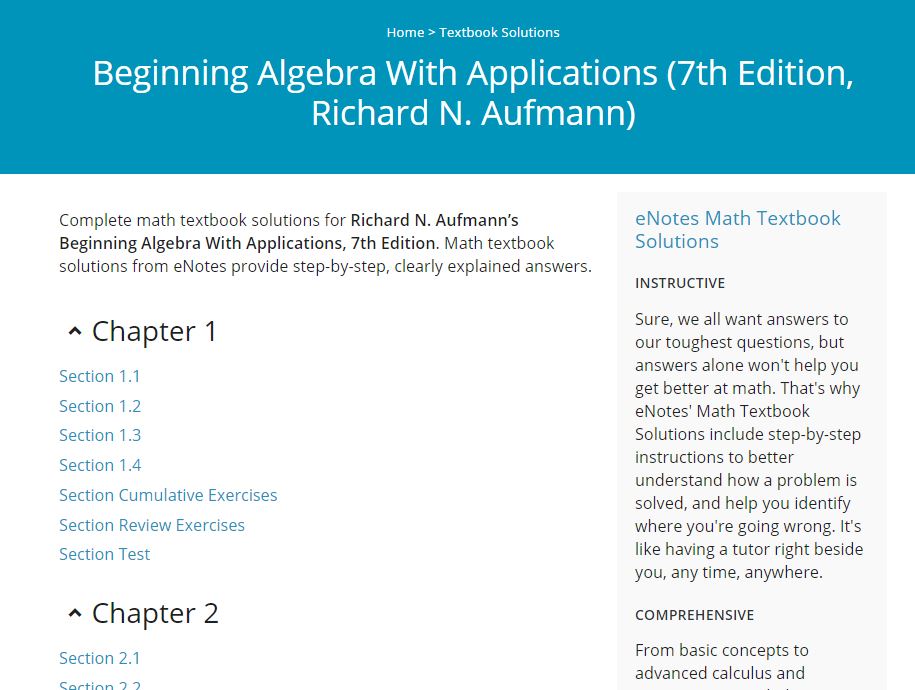 Home > Textbook Solutions
Beginning Algebra With Applications (7th Edition,
Richard N. Aufmann)
Complete math textbook solutions for Richard N. Aufmann’s
Beginning Algebra With Applications, 7th Edition. Math textbook
solutions from eNotes provide step-by-step, clearly explained answers.
Chapter 1
Section 1.1
Section 1.2
Section 1.3
Section 1.4
Section Cumulative Exercises
Section Review Exercises
Section Test
Chapter 2
Section 2.1
Section 2.2
eNotes Math Textbook
Solutions
INSTRUCTIVE
Sure, we all want answers to
our toughest questions, but
answers alone won't help you
get better at math. That's why
eNotes' Math Textbook
Solutions include step-by-step
instructions to better
understand how a problem is
solved, and help you identify
where you're going wrong. It's
like having a tutor right beside
you, any time, anywhere.
COMPREHENSIVE
From basic concepts to
advanced calculus and